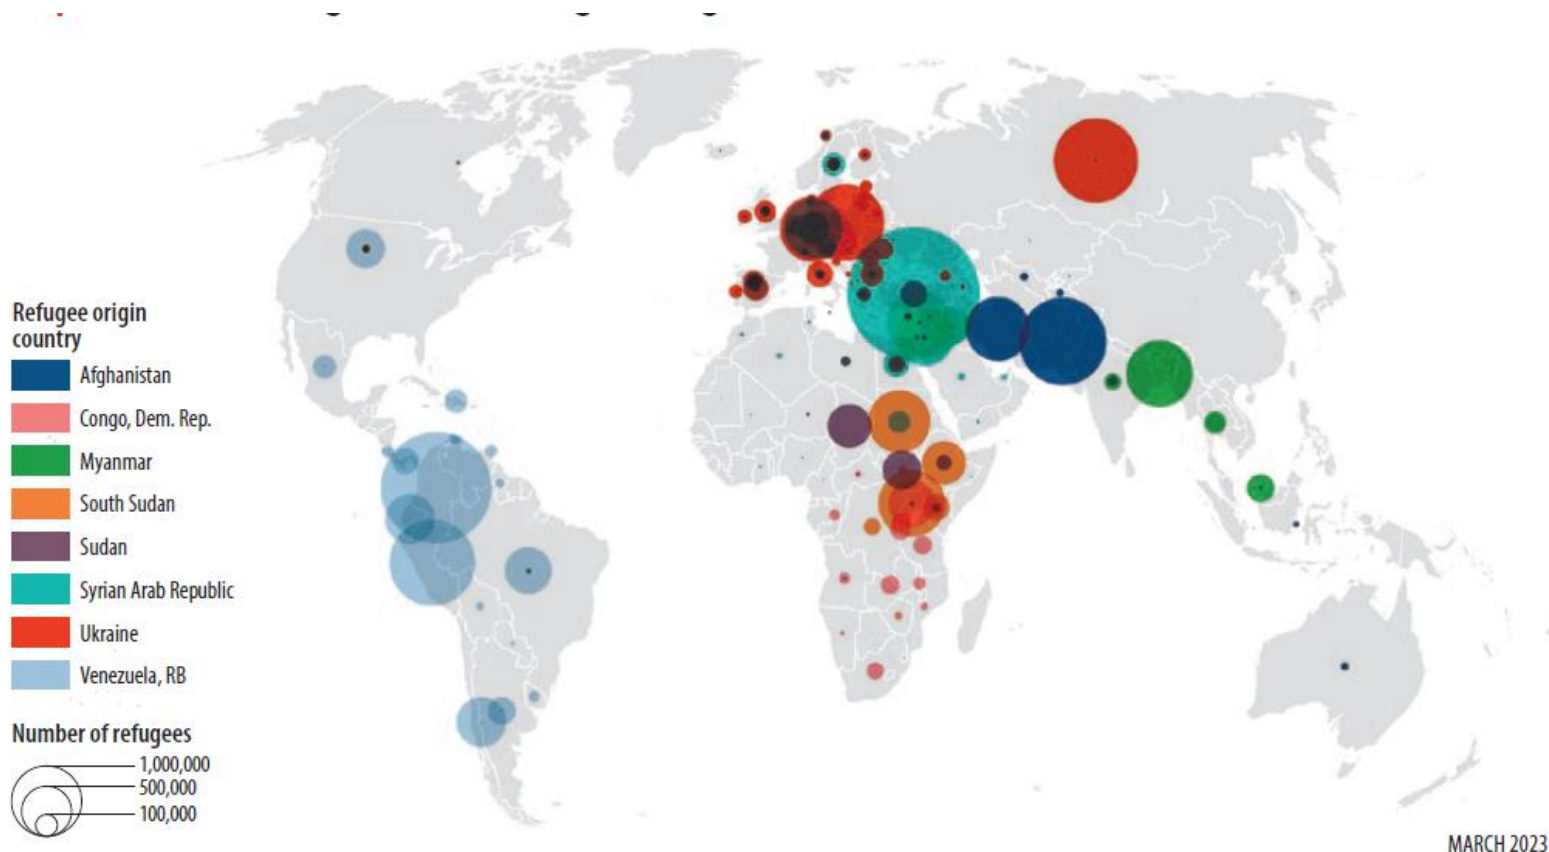 Refugee origin
country
Afghanistan
Congo, Dem. Rep.
Myanmar
South Sudan
Sudan
Syrian Arab Republic
Ukraine
Venezuela, RB
Number of refugees
1,000,000
500,000
100,000
MARCH 2023